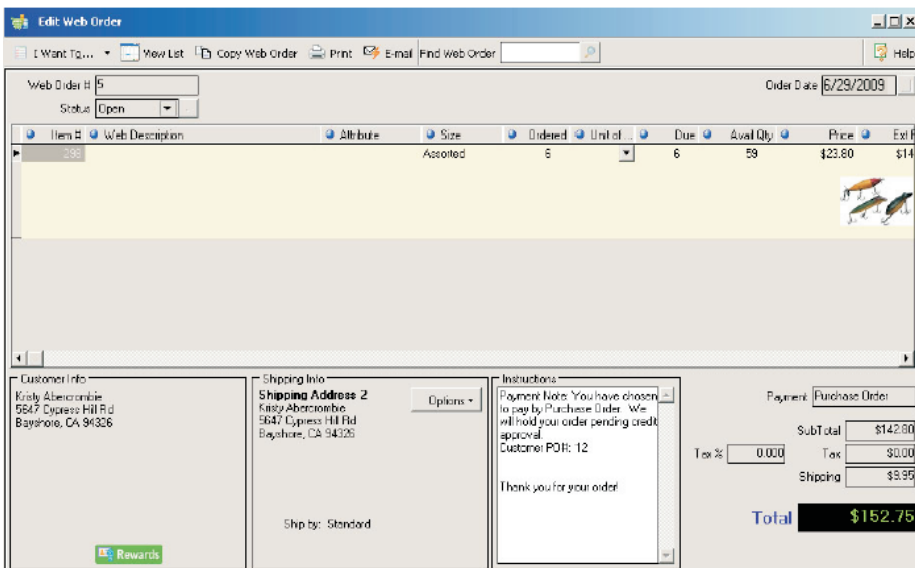 Edit Web Order
I Want To... View List Copy Web Order Print E-mail Find Web Order Help
Web Order # 5 Order Date 6/29/2009
Status Open
Item # Web Description Attribute Size Ordered Unit of ... Due Avail Qty Price Ext
298 Assorted 6 6 59 $23.80 $14
Customer Info
Kristy Abercrombie
5647 Cypress Hill Rd
Bayshore, CA 94326
Rewards
Shipping Info
Shipping Address 2
Options
Kristy Abercrombie
5647 Cypress Hill Rd
Bayshore, CA 94326
Ship by: Standard
Instructions
Payment Note: You have chosen
to pay by Purchase Order. We
will hold your order pending credit
approval.
Customer PO#: 12
Thank you for your order!
Payment Purchase Order
SubTotal $142.80
Tax % 0.000 Tax $0.00
Shipping $9.95
Total $152.75